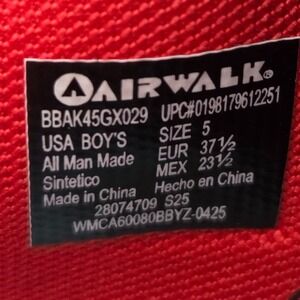 AIRWALK®
BBAK45GX029 UPC#0198179612251
USA BOY'S SIZE 5
All Man Made EUR 37½
Sintetico MEX 23½
Made in China Hecho en China
28074709 S25
WMCA60080BBYZ-0425